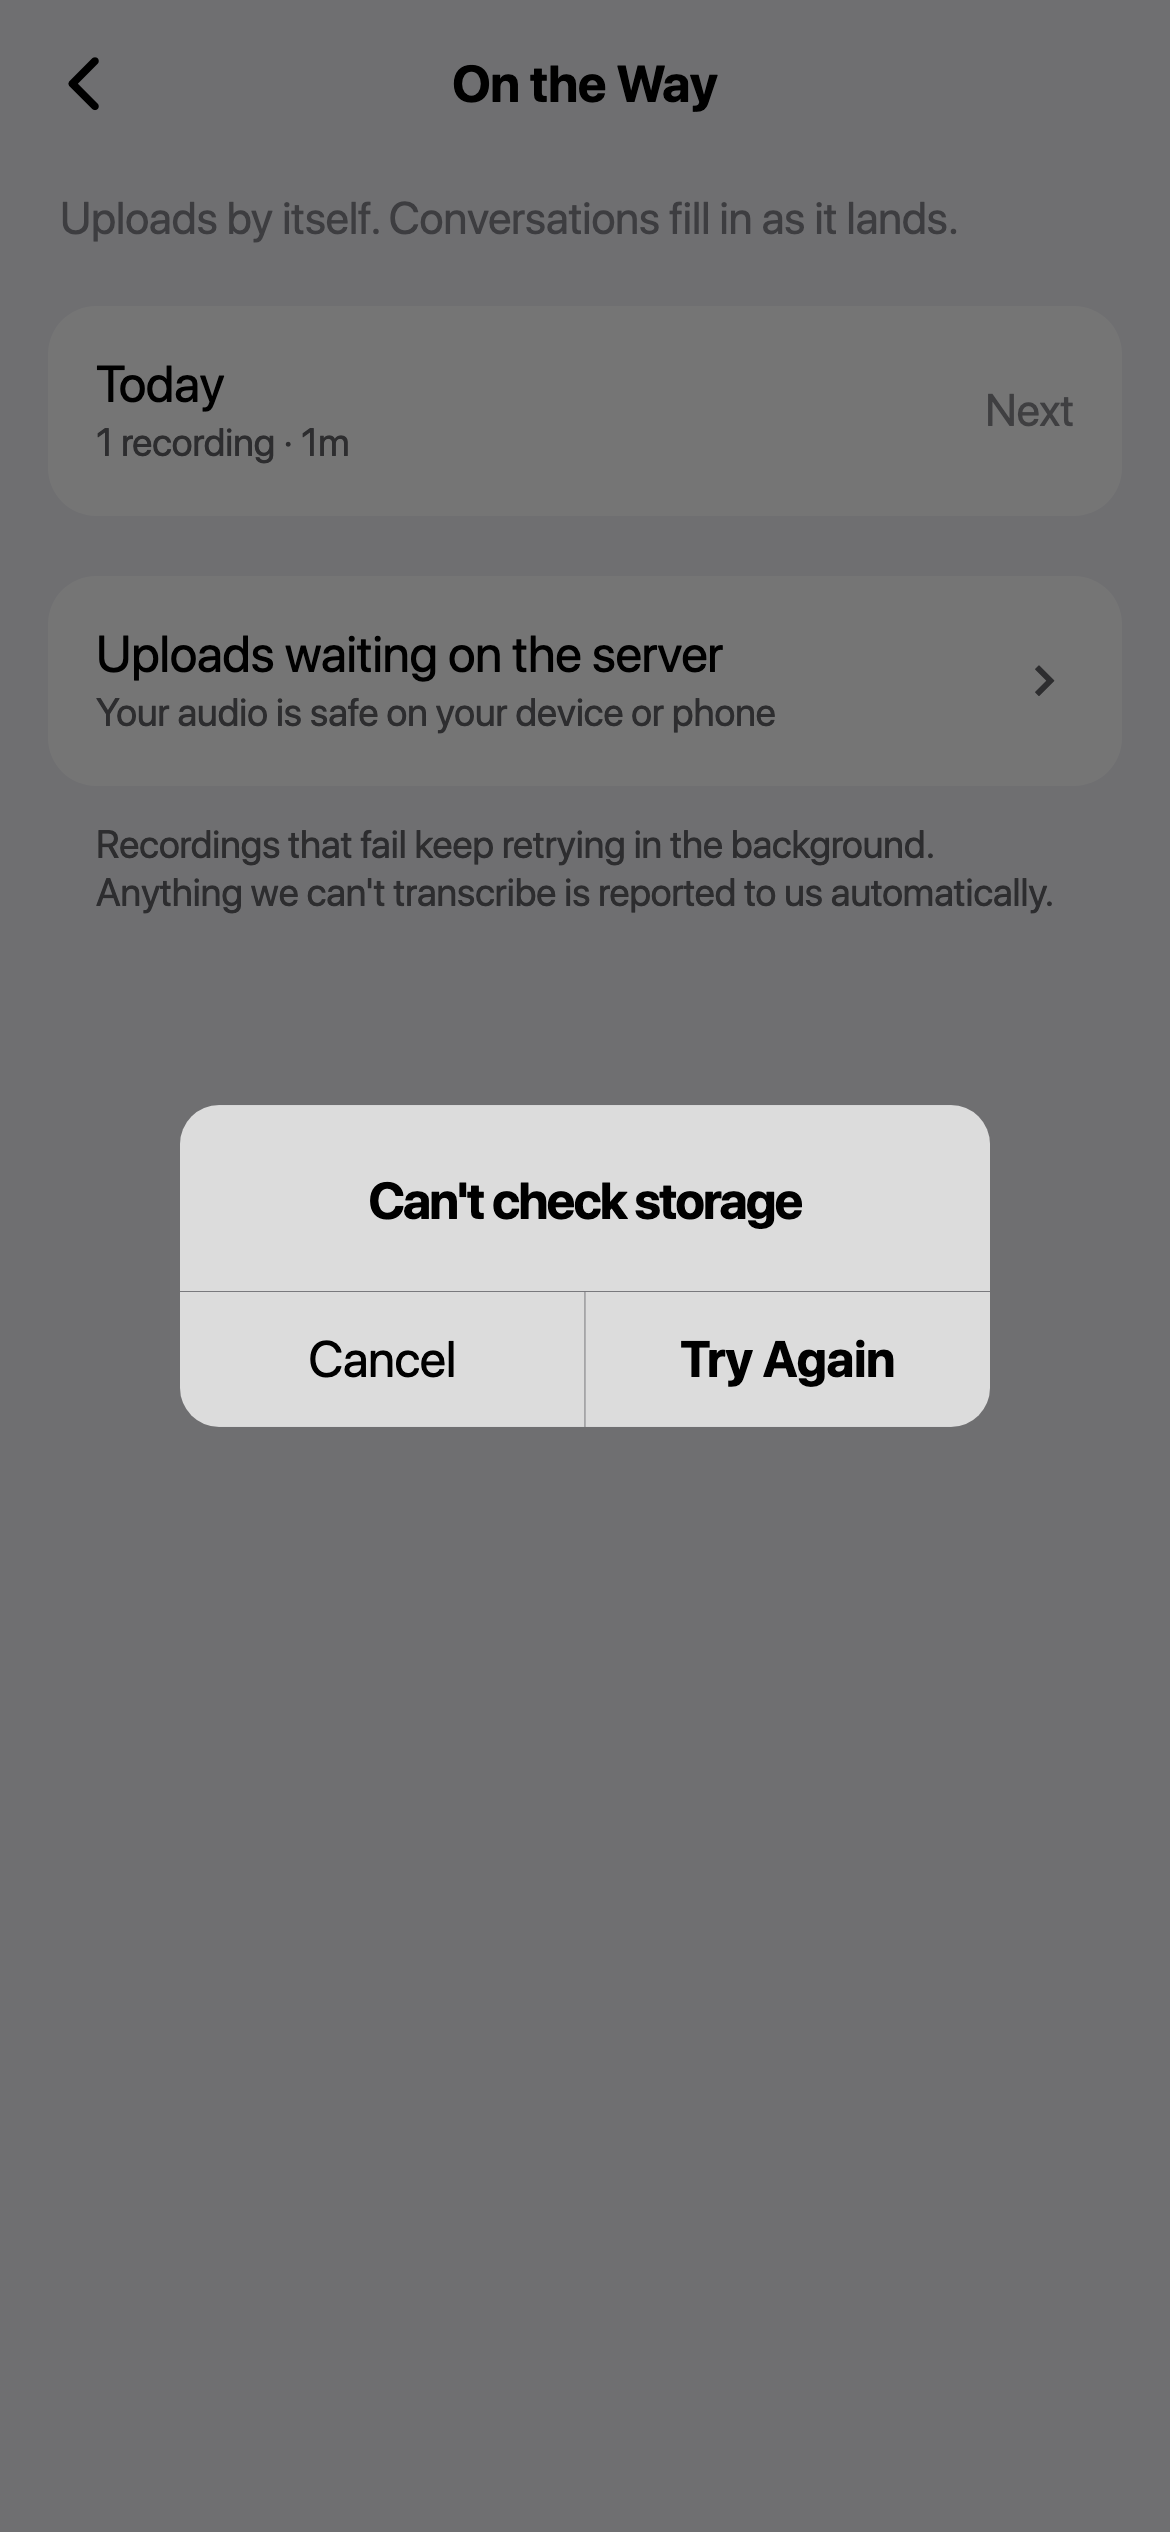 On the Way
Uploads by itself. Conversations fill in as it lands.
Today
1 recording · 1m
Next
Uploads waiting on the server
Your audio is safe on your device or phone
Recordings that fail keep retrying in the background.
Anything we can't transcribe is reported to us automatically.
Can't check storage
Cancel
Try Again